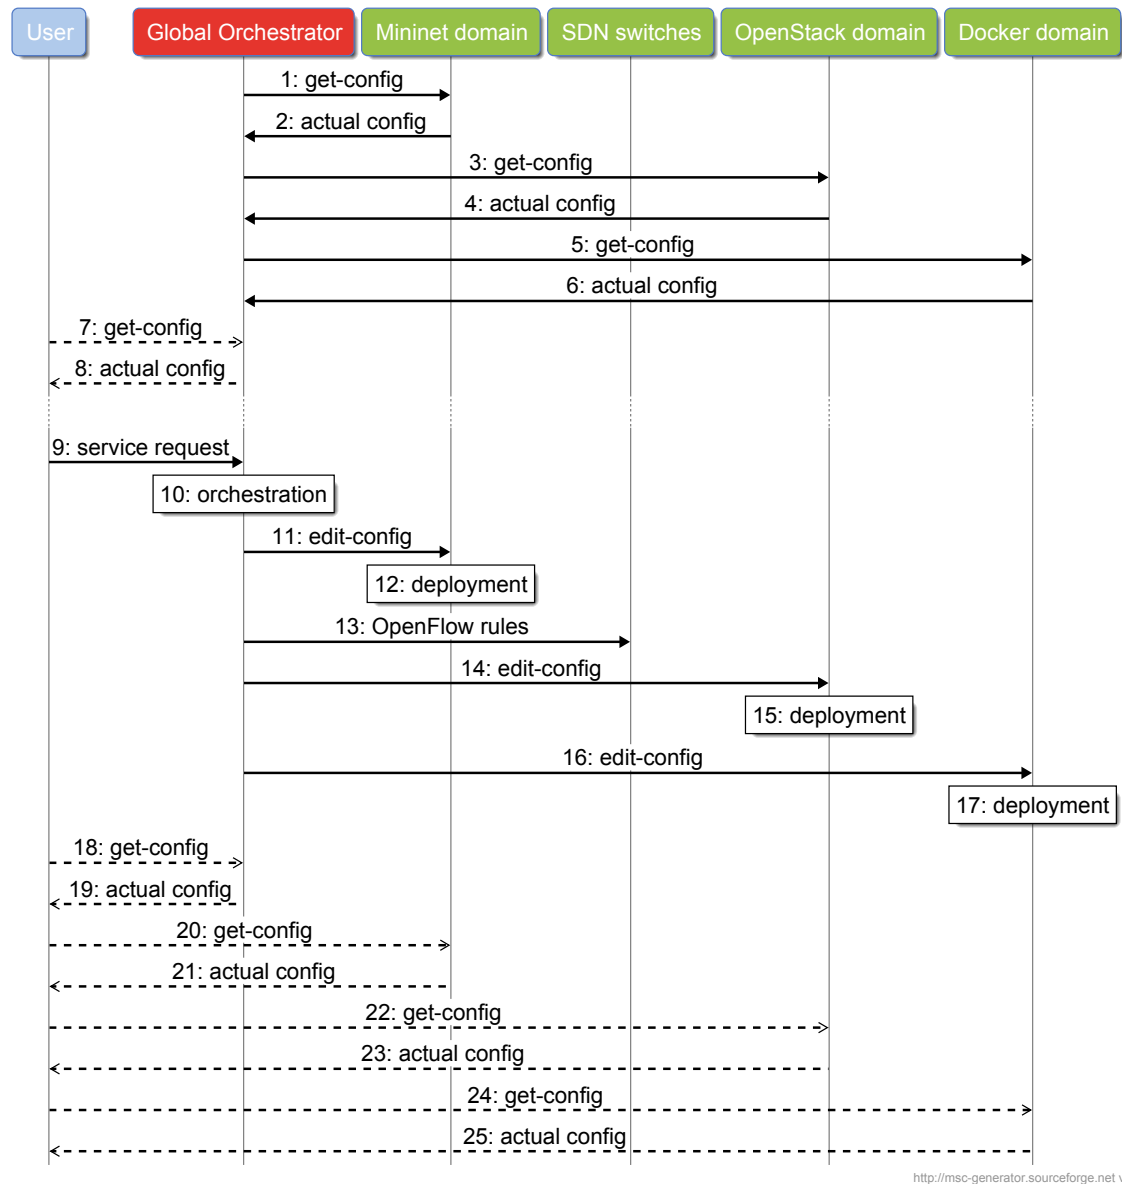 User
Global Orchestrator
Mininet domain
SDN switches
OpenStack domain
Docker domain
1: get-config
2: actual config
3: get-config
4: actual config
5: get-config
6: actual config
7: get-config
8: actual config
9: service request
10: orchestration
11: edit-config
12: deployment
13: OpenFlow rules
14: edit-config
15: deployment
16: edit-config
17: deployment
18: get-config
19: actual config
20: get-config
21: actual config
22: get-config
23: actual config
24: get-config
25: actual config
http://msc-generator.sourceforge.net